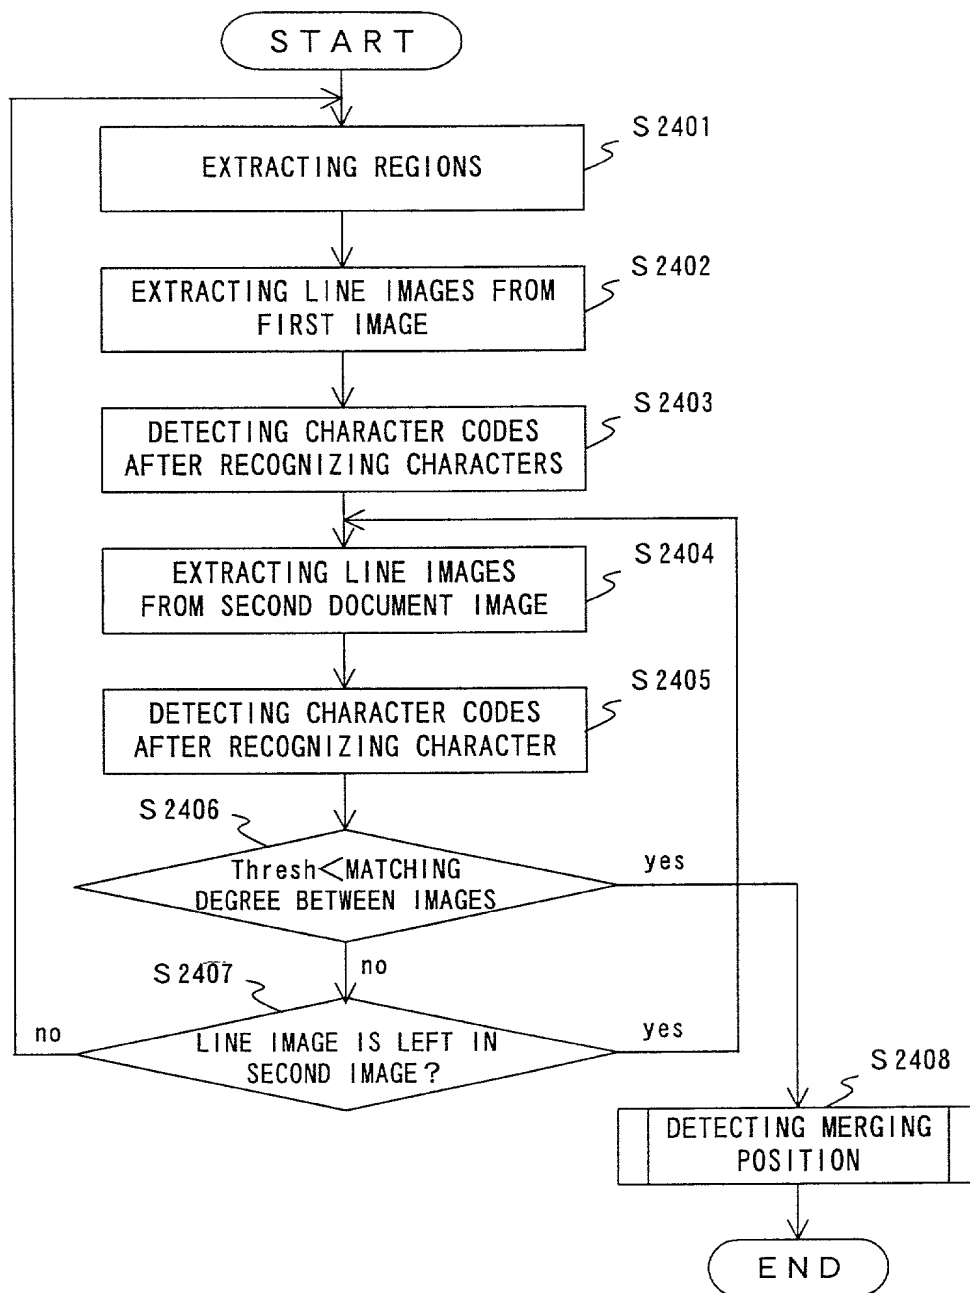 START
S2401
EXTRACTING REGIONS
S2402
EXTRACTING LINE IMAGES FROM
FIRST IMAGE
S2403
DETECTING CHARACTER CODES
AFTER RECOGNIZING CHARACTERS
S2404
EXTRACTING LINE IMAGES
FROM SECOND DOCUMENT IMAGE
S2405
DETECTING CHARACTER CODES
AFTER RECOGNIZING CHARACTER
S2406
Thresh<MATCHING
DEGREE BETWEEN IMAGES
yes
no
S2407
no
LINE IMAGE IS LEFT IN
SECOND IMAGE?
yes
S2408
DETECTING MERGING
POSITION
END